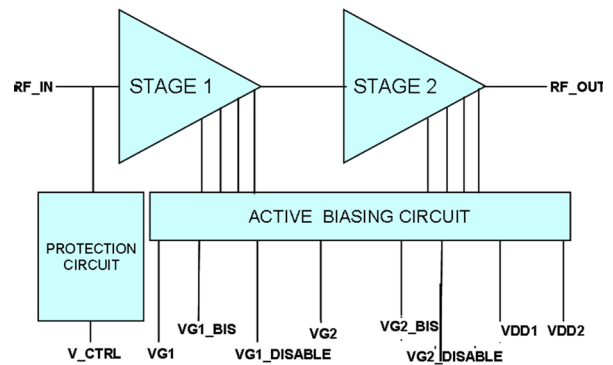 RF_IN
STAGE 1
STAGE 2
RF_OUT
PROTECTION
CIRCUIT
ACTIVE BIASING CIRCUIT
V_CTRL
VG1
VG1_BIS
VG1_DISABLE
VG2
VG2_BIS
VG2_DISABLE
VDD1
VDD2